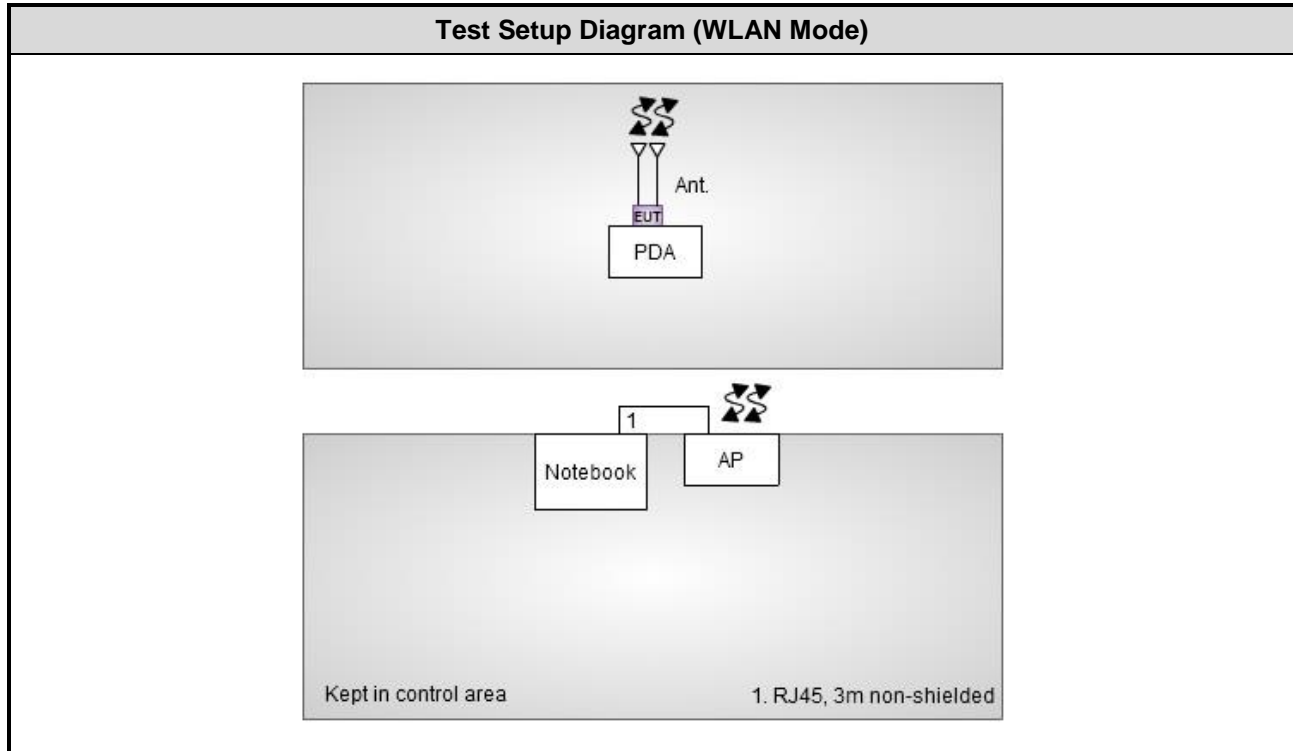 Test Setup Diagram (WLAN Mode)
Ant.
EUT
PDA
1
Notebook
AP
Kept in control area
1. RJ45, 3m non-shielded